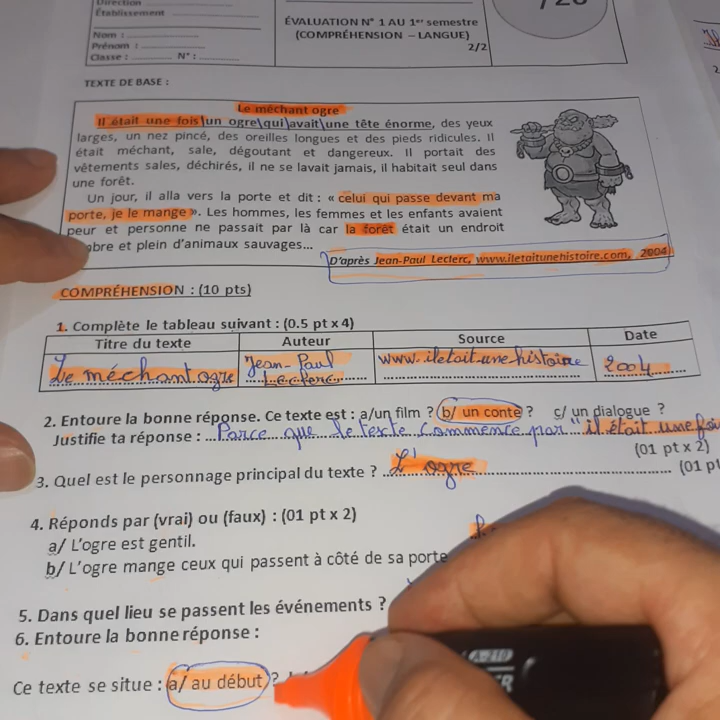 Direction
Établissement
Nom :
Prénom :
Classe : N° :
ÉVALUATION N° 1 AU 1er semestre
(COMPRÉHENSION – LANGUE)
2/2
/20
TEXTE DE BASE :
Le méchant ogre
Il était une fois un ogre qui avait une tête énorme, des yeux
larges, un nez pincé, des oreilles longues et des pieds ridicules. Il
était méchant, sale, dégoutant et dangereux. Il portait des
vêtements sales, déchirés, il ne se lavait jamais, il habitait seul dans
une forêt.
Un jour, il alla vers la porte et dit : « celui qui passe devant ma
porte, je le mange ». Les hommes, les femmes et les enfants avaient
peur et personne ne passait par là car la forêt était un endroit
et plein d'animaux sauvages...
D'après Jean-Paul Leclerc, www.iletaitunehistoire.com, 2004
COMPRÉHENSION : (10 pts)
1. Complète le tableau suivant : (0.5 pt x 4)
Titre du texte Auteur Source Date
Le méchant ogre Jean-Paul Leclerc www.iletait-une-histoire 2004
2. Entoure la bonne réponse. Ce texte est : a/un film ? b/ un conte ? c/ un dialogue ?
Justifie ta réponse : Parce que le texte commence par "il était une foi
(01 pt x 2)
3. Quel est le personnage principal du texte ? L'ogre (01 p
4. Réponds par (vrai) ou (faux) : (01 pt x 2)
a/ L'ogre est gentil.
b/ L'ogre mange ceux qui passent à côté de sa porte
5. Dans quel lieu se passent les événements ?
6. Entoure la bonne réponse :
Ce texte se situe : a/ au début ?